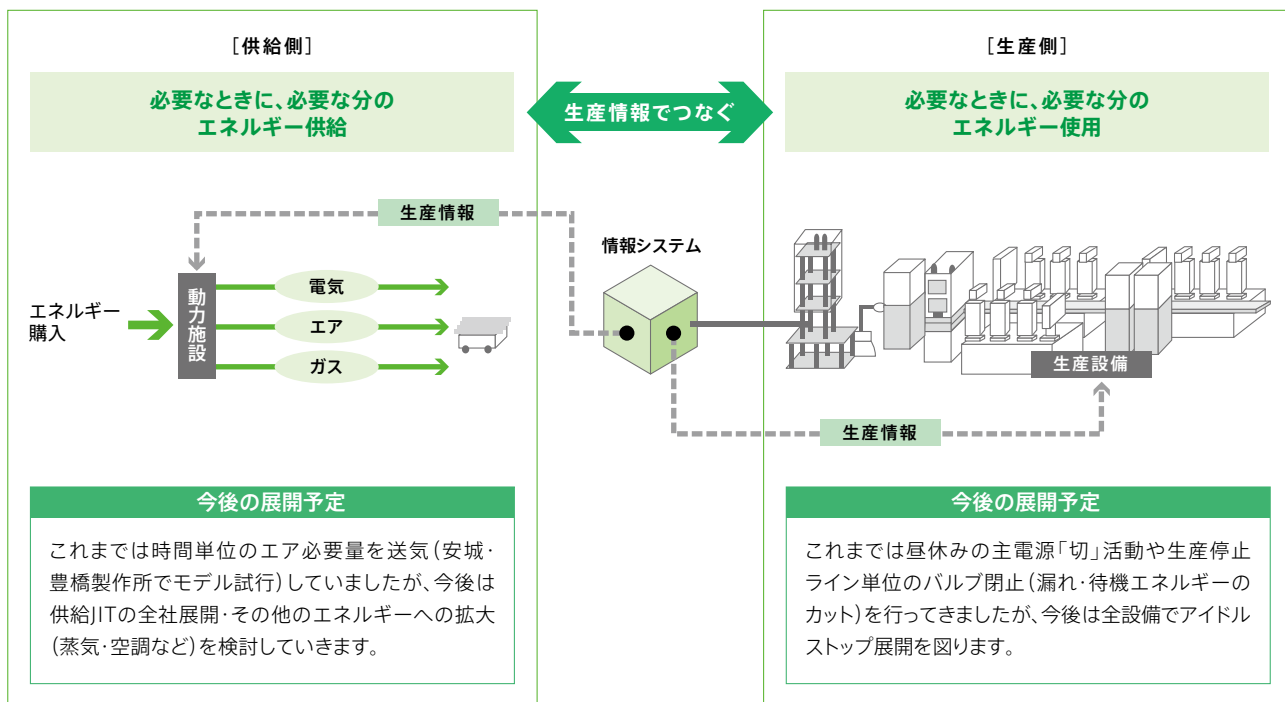 [供給側]
必要なときに、必要な分の
エネルギー供給
生産情報でつなぐ
[生産側]
必要なときに、必要な分の
エネルギー使用
生産情報
情報システム
エネルギー
購入
動力施設
電気
エア
ガス
生産設備
生産情報
今後の展開予定
これまでは時間単位のエア必要量を送気(安城・
豊橋製作所でモデル試行)していましたが、今後は
供給JITの全社展開・その他のエネルギーへの拡大
(蒸気・空調など)を検討していきます。
今後の展開予定
これまでは昼休みの主電源「切」活動や生産停止
ライン単位のバルブ閉止(漏れ・待機エネルギーの
カット)を行ってきましたが、今後は全設備でアイドル
ストップ展開を図ります。